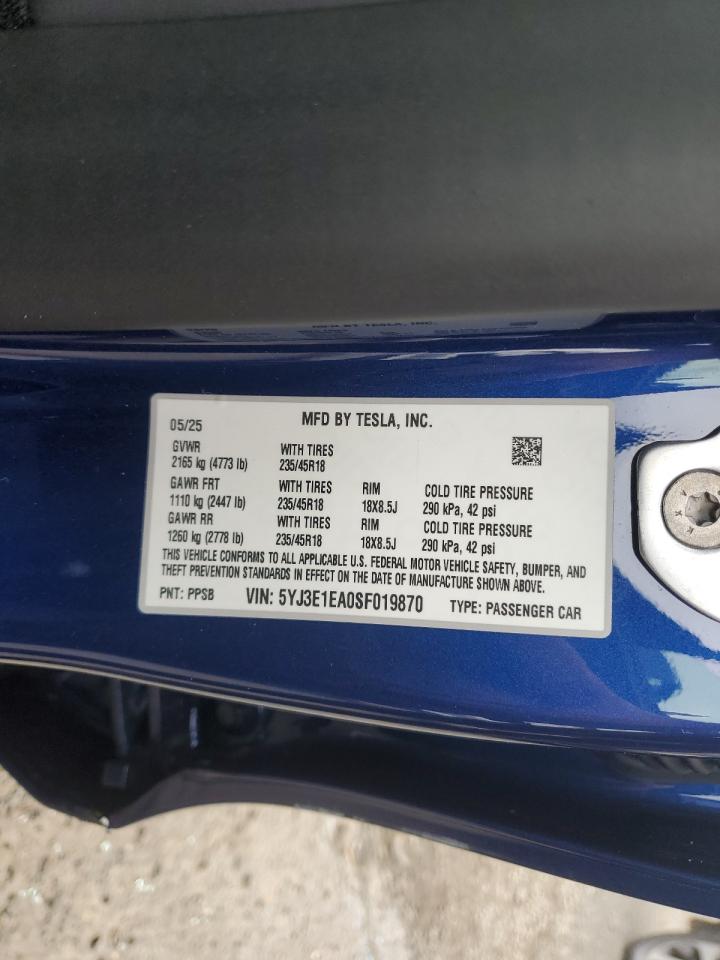 MFD BY TESLA, INC.
05/25 MFD BY TESLA, INC.
GVWR WITH TIRES
2165 kg (4773 lb) 235/45R18
GAWR FRT WITH TIRES RIM COLD TIRE PRESSURE
1110 kg (2447 lb) 235/45R18 18X8.5J 290 kPa, 42 psi
GAWR RR WITH TIRES RIM COLD TIRE PRESSURE
1260 kg (2778 lb) 235/45R18 18X8.5J 290 kPa, 42 psi
THIS VEHICLE CONFORMS TO ALL APPLICABLE U.S. FEDERAL MOTOR VEHICLE SAFETY, BUMPER, AND
THEFT PREVENTION STANDARDS IN EFFECT ON THE DATE OF MANUFACTURE SHOWN ABOVE.
PNT: PPSB VIN: 5YJ3E1EA0SF019870 TYPE: PASSENGER CAR